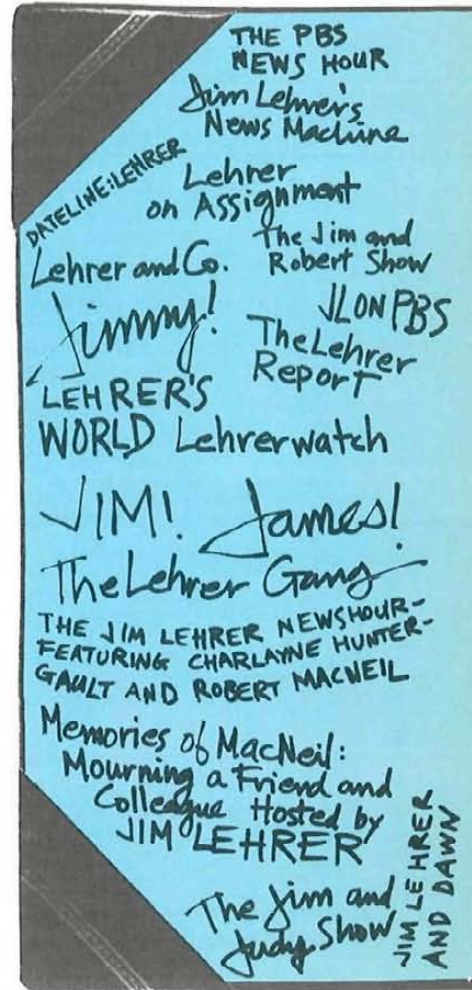 THE PBS
NEWS HOUR
Jim Lehrer's
News Machine
DATELINE: LEHRER
Lehrer
on Assignment
The Jim and
Robert Show
Lehrer and Co.
Jimmy!
JL ON PBS
The Lehrer
Report
LEHRER'S
WORLD
Lehrerwatch
JIM!
James!
The Lehrer Gang
THE JIM LEHRER NEWSHOUR-
FEATURING CHARLAYNE HUNTER-
GAULT AND ROBERT MACNEIL
Memories of MacNeil:
Mourning a Friend and
Colleague Hosted by
JIM LEHRER
The Jim and
Judy Show
JIM LEHRER
AND DAWN